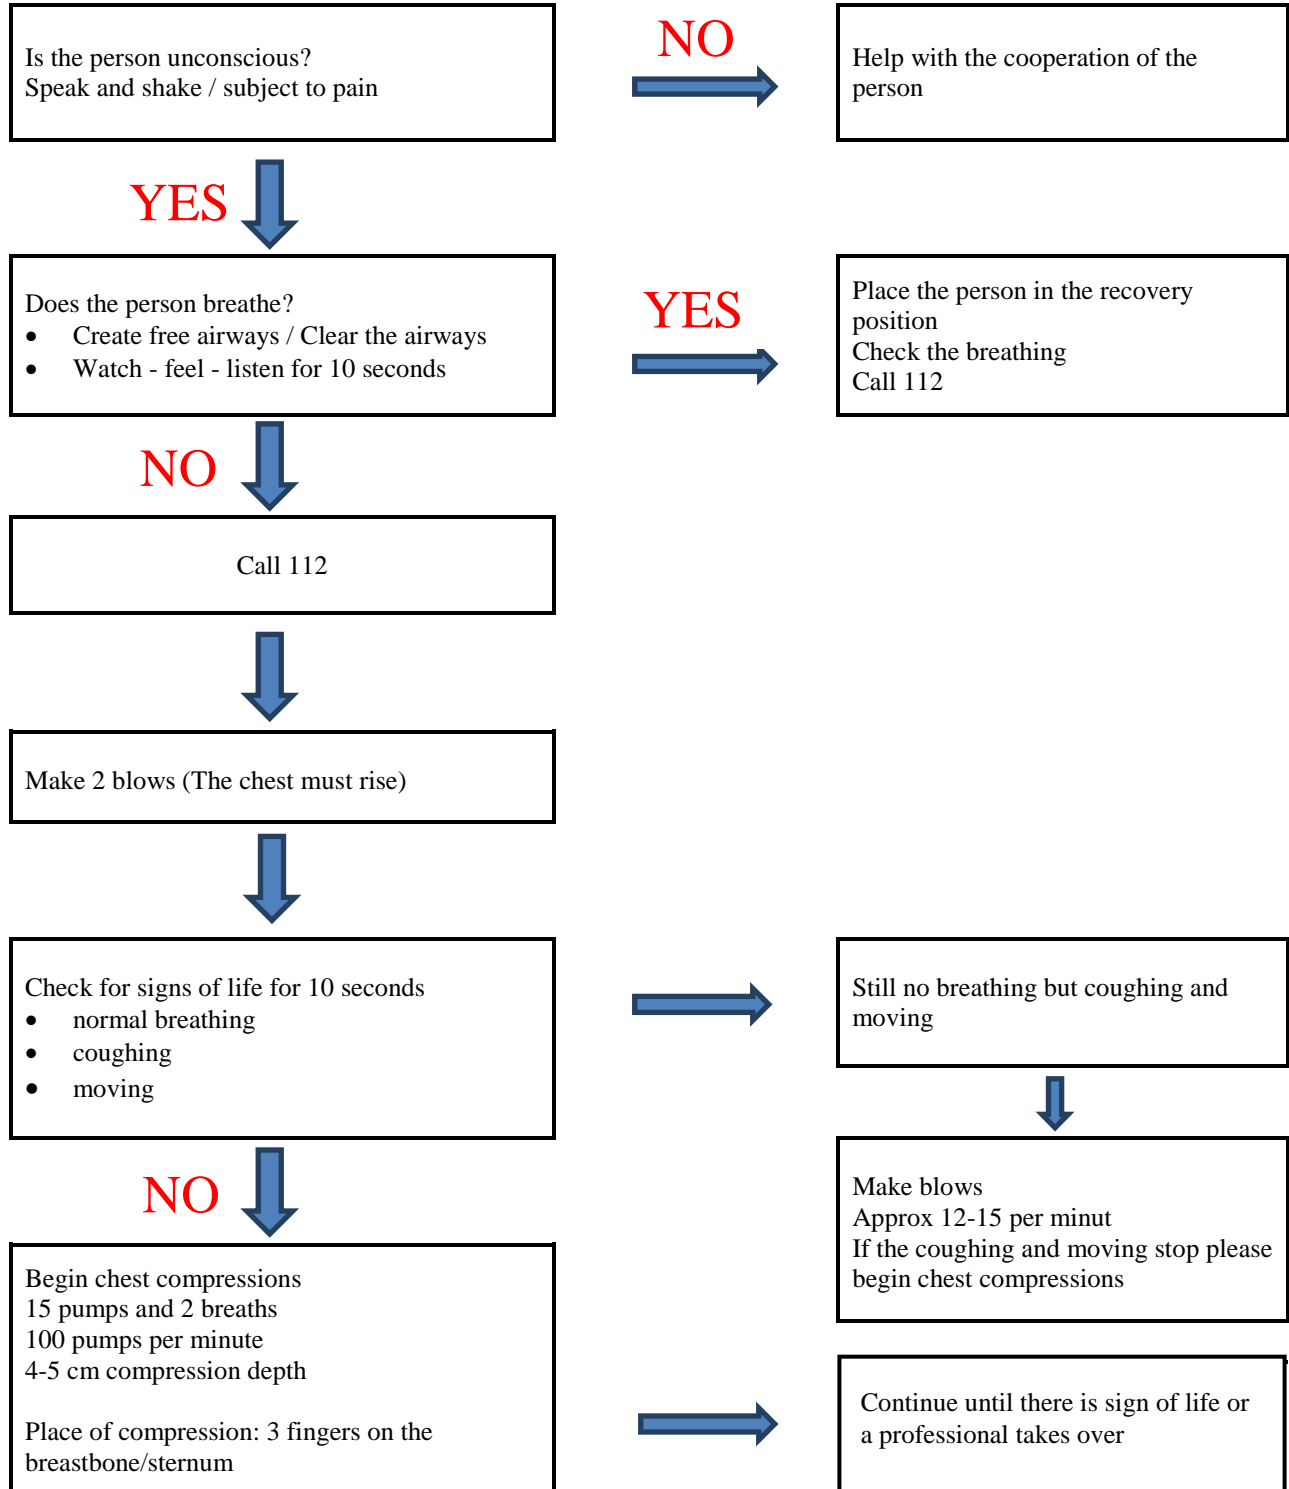 Is the person unconscious?
Speak and shake / subject to pain
NO
Help with the cooperation of the
person
YES
Does the person breathe?
• Create free airways / Clear the airways
• Watch - feel - listen for 10 seconds
YES
Place the person in the recovery
position
Check the breathing
Call 112
NO
Call 112
Make 2 blows (The chest must rise)
Check for signs of life for 10 seconds
• normal breathing
• coughing
• moving
Still no breathing but coughing and
moving
NO
Make blows
Approx 12-15 per minut
If the coughing and moving stop please
begin chest compressions
Begin chest compressions
15 pumps and 2 breaths
100 pumps per minute
4-5 cm compression depth
Place of compression: 3 fingers on the
breastbone/sternum
Continue until there is sign of life or
a professional takes over